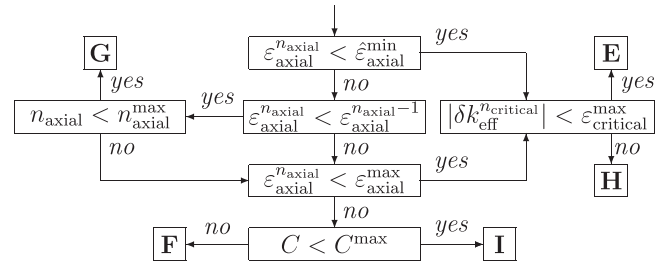 ε_axial^{n_axial} < ε̂_axial^{min} yes
G E
yes no yes
n_axial < n_axial^{max} yes ε_axial^{n_axial} < ε_axial^{n_axial−1} |δk_eff^{n_critical}| < ε_critical^{max}
no no yes no
ε_axial^{n_axial} < ε_axial^{max} H
no
no yes
F C < C^{max} I